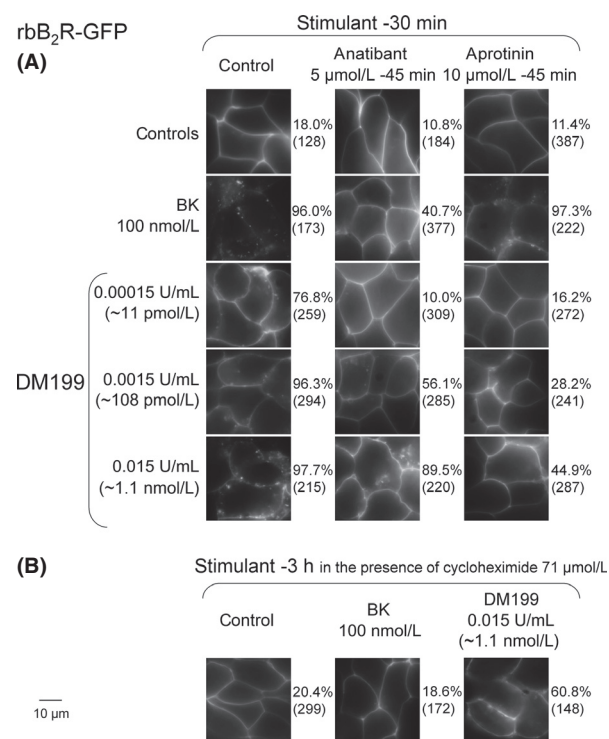 rbB₂R-GFP
(A)
Stimulant -30 min
Control
Anatibant
5 µmol/L -45 min
Aprotinin
10 µmol/L -45 min
Controls
18.0%
(128)
10.8%
(184)
11.4%
(387)
BK
100 nmol/L
96.0%
(173)
40.7%
(377)
97.3%
(222)
DM199
0.00015 U/mL
(~11 pmol/L)
76.8%
(259)
10.0%
(309)
16.2%
(272)
0.0015 U/mL
(~108 pmol/L)
96.3%
(294)
56.1%
(285)
28.2%
(241)
0.015 U/mL
(~1.1 nmol/L)
97.7%
(215)
89.5%
(220)
44.9%
(287)
(B)
Stimulant -3 h in the presence of cycloheximide 71 µmol/L
Control
BK
100 nmol/L
DM199
0.015 U/mL
(~1.1 nmol/L)
20.4%
(299)
18.6%
(172)
60.8%
(148)
10 µm